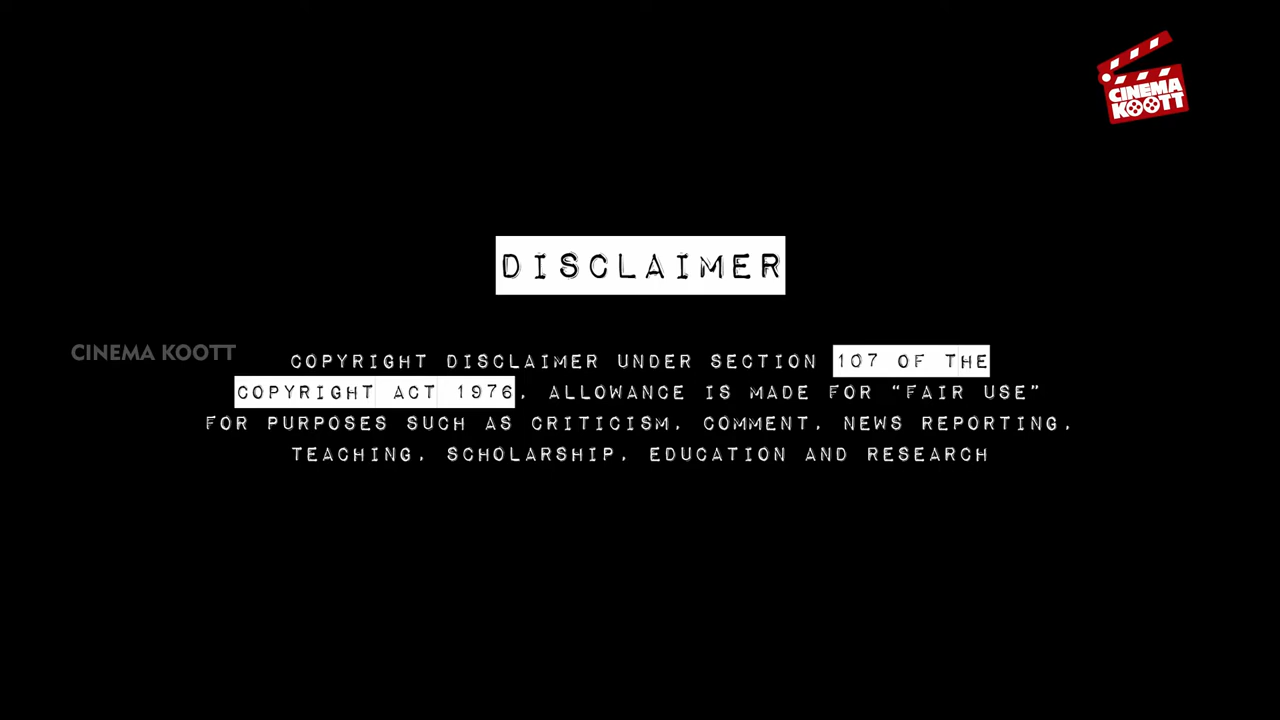 CINEMA
KOOTT
DISCLAIMER
CINEMA KOOTT
COPYRIGHT DISCLAIMER UNDER SECTION 107 OF THE
COPYRIGHT ACT 1976, ALLOWANCE IS MADE FOR “FAIR USE”
FOR PURPOSES SUCH AS CRITICISM, COMMENT, NEWS REPORTING,
TEACHING, SCHOLARSHIP, EDUCATION AND RESEARCH